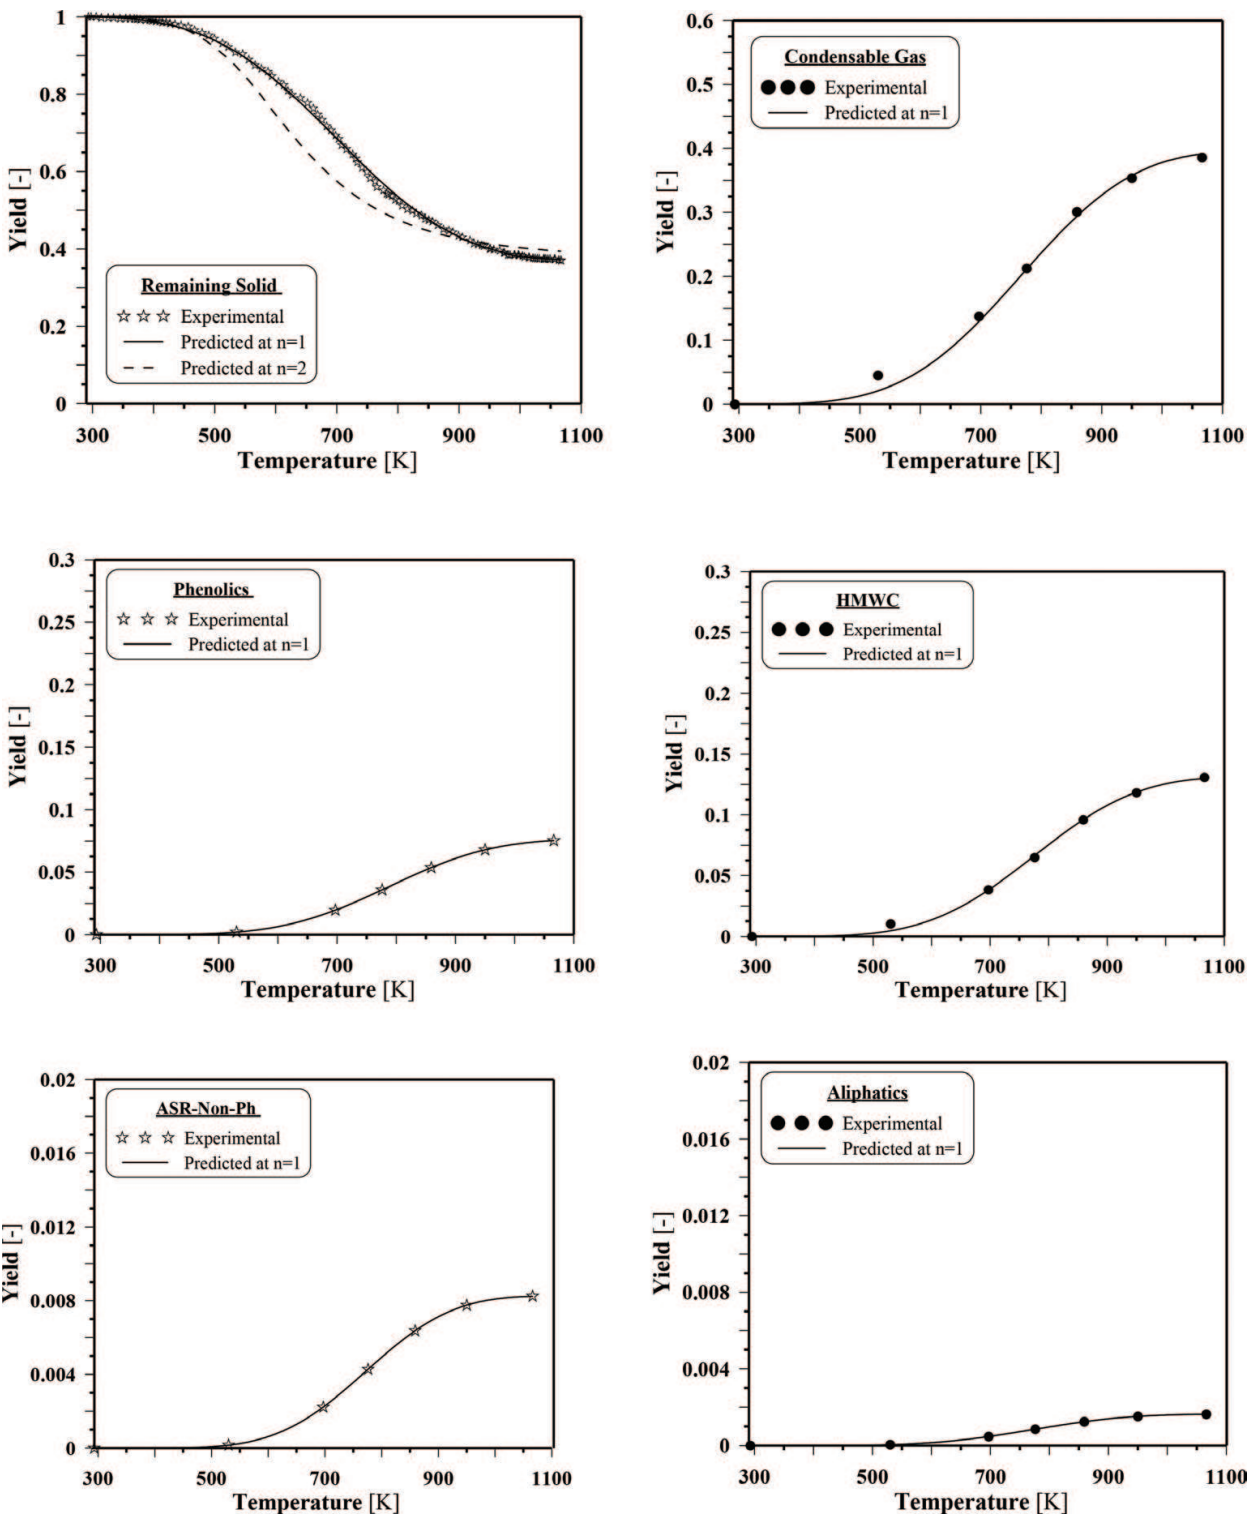 1
0.8
0.6
0.4
0.2
0
Yield [-]
Remaining Solid
Experimental
Predicted at n=1
Predicted at n=2
300 500 700 900 1100
Temperature [K]
0.6
0.5
0.4
0.3
0.2
0.1
0
Yield [-]
Condensable Gas
Experimental
Predicted at n=1
300 500 700 900 1100
Temperature [K]
0.3
0.25
0.2
0.15
0.1
0.05
0
Yield [-]
Phenolics
Experimental
Predicted at n=1
300 500 700 900 1100
Temperature [K]
0.3
0.25
0.2
0.15
0.1
0.05
0
Yield [-]
HMWC
Experimental
Predicted at n=1
300 500 700 900 1100
Temperature [K]
0.02
0.016
0.012
0.008
0.004
0
Yield [-]
ASR-Non-Ph
Experimental
Predicted at n=1
300 500 700 900 1100
Temperature [K]
0.02
0.016
0.012
0.008
0.004
0
Yield [-]
Aliphatics
Experimental
Predicted at n=1
300 500 700 900 1100
Temperature [K]